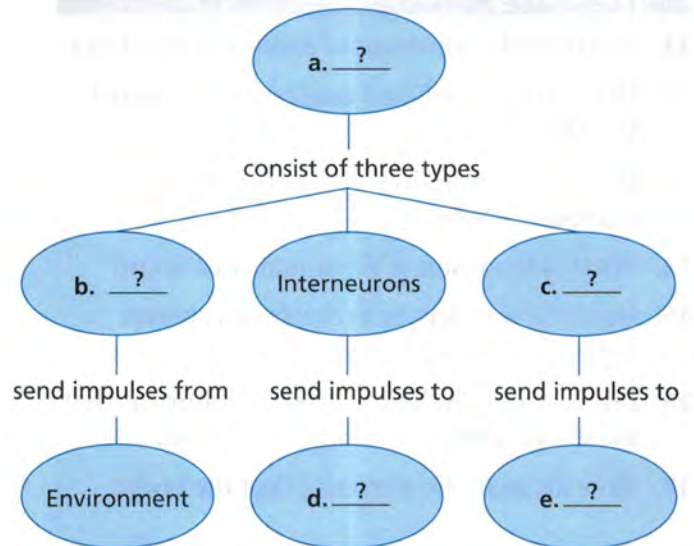 a. ?
consist of three types
b. ? Interneurons c. ?
send impulses from send impulses to send impulses to
Environment d. ? e. ?